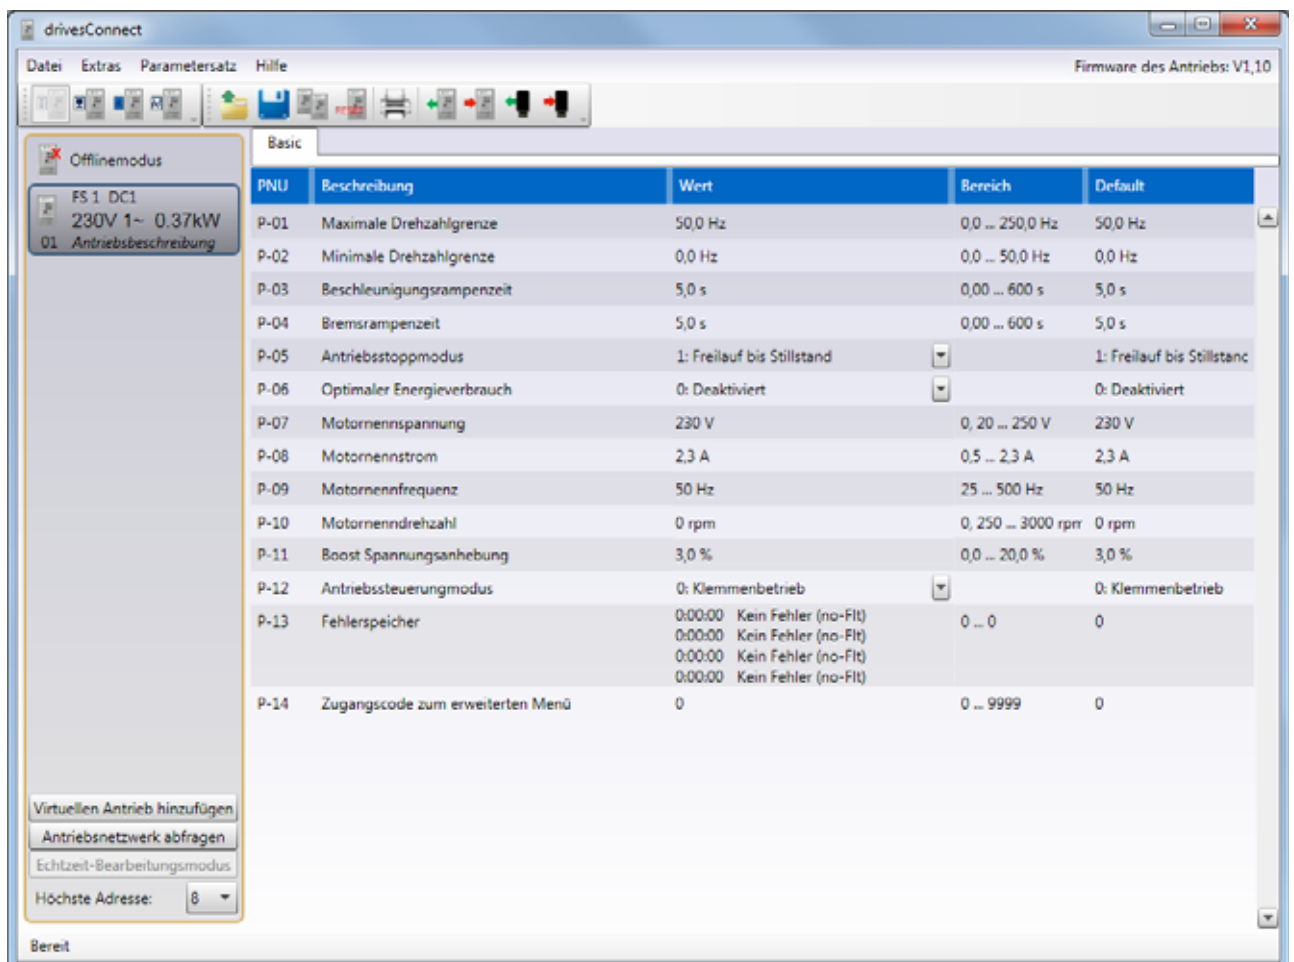 drivesConnect
Datei Extras Parametersatz Hilfe Firmware des Antriebs: V1,10
RESET
Offlinemodus
FS 1 DC1
230V 1~ 0.37kW
01 Antriebsbeschreibung
Basic
PNU Beschreibung Wert Bereich Default
P-01 Maximale Drehzahlgrenze 50,0 Hz 0,0 ... 250,0 Hz 50,0 Hz
P-02 Minimale Drehzahlgrenze 0,0 Hz 0,0 ... 50,0 Hz 0,0 Hz
P-03 Beschleunigungsrampenzeit 5,0 s 0,00 ... 600 s 5,0 s
P-04 Bremsrampenzeit 5,0 s 0,00 ... 600 s 5,0 s
P-05 Antriebsstoppmodus 1: Freilauf bis Stillstand 1: Freilauf bis Stillstanc
P-06 Optimaler Energieverbrauch 0: Deaktiviert 0: Deaktiviert
P-07 Motornennspannung 230 V 0, 20 ... 250 V 230 V
P-08 Motornennstrom 2,3 A 0,5 ... 2,3 A 2,3 A
P-09 Motornennfrequenz 50 Hz 25 ... 500 Hz 50 Hz
P-10 Motornenndrehzahl 0 rpm 0, 250 ... 3000 rpm 0 rpm
P-11 Boost Spannungsanhebung 3,0 % 0,0 ... 20,0 % 3,0 %
P-12 Antriebssteuerungmodus 0: Klemmenbetrieb 0: Klemmenbetrieb
P-13 Fehlerspeicher 0:00:00 Kein Fehler (no-Flt) 0 ... 0 0
0:00:00 Kein Fehler (no-Flt)
0:00:00 Kein Fehler (no-Flt)
0:00:00 Kein Fehler (no-Flt)
P-14 Zugangscode zum erweiterten Menü 0 0 ... 9999 0
Virtuellen Antrieb hinzufügen
Antriebsnetzwerk abfragen
Echtzeit-Bearbeitungsmodus
Höchste Adresse: 8
Bereit